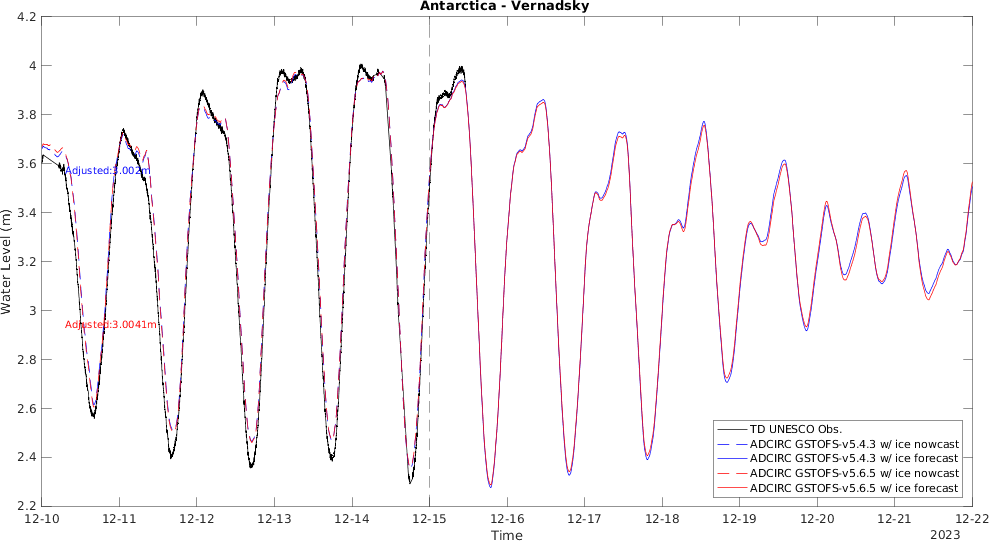 Antarctica - Vernadsky
4.2
4
3.8
3.6
3.4
3.2
3
2.8
2.6
2.4
2.2
Water Level (m)
Adjusted:3.002m
Adjusted:3.0041m
TD UNESCO Obs.
ADCIRC GSTOFS-v5.4.3 w/ ice nowcast
ADCIRC GSTOFS-v5.4.3 w/ ice forecast
ADCIRC GSTOFS-v5.6.5 w/ ice nowcast
ADCIRC GSTOFS-v5.6.5 w/ ice forecast
12-10 12-11 12-12 12-13 12-14 12-15 12-16 12-17 12-18 12-19 12-20 12-21 12-22
Time
2023